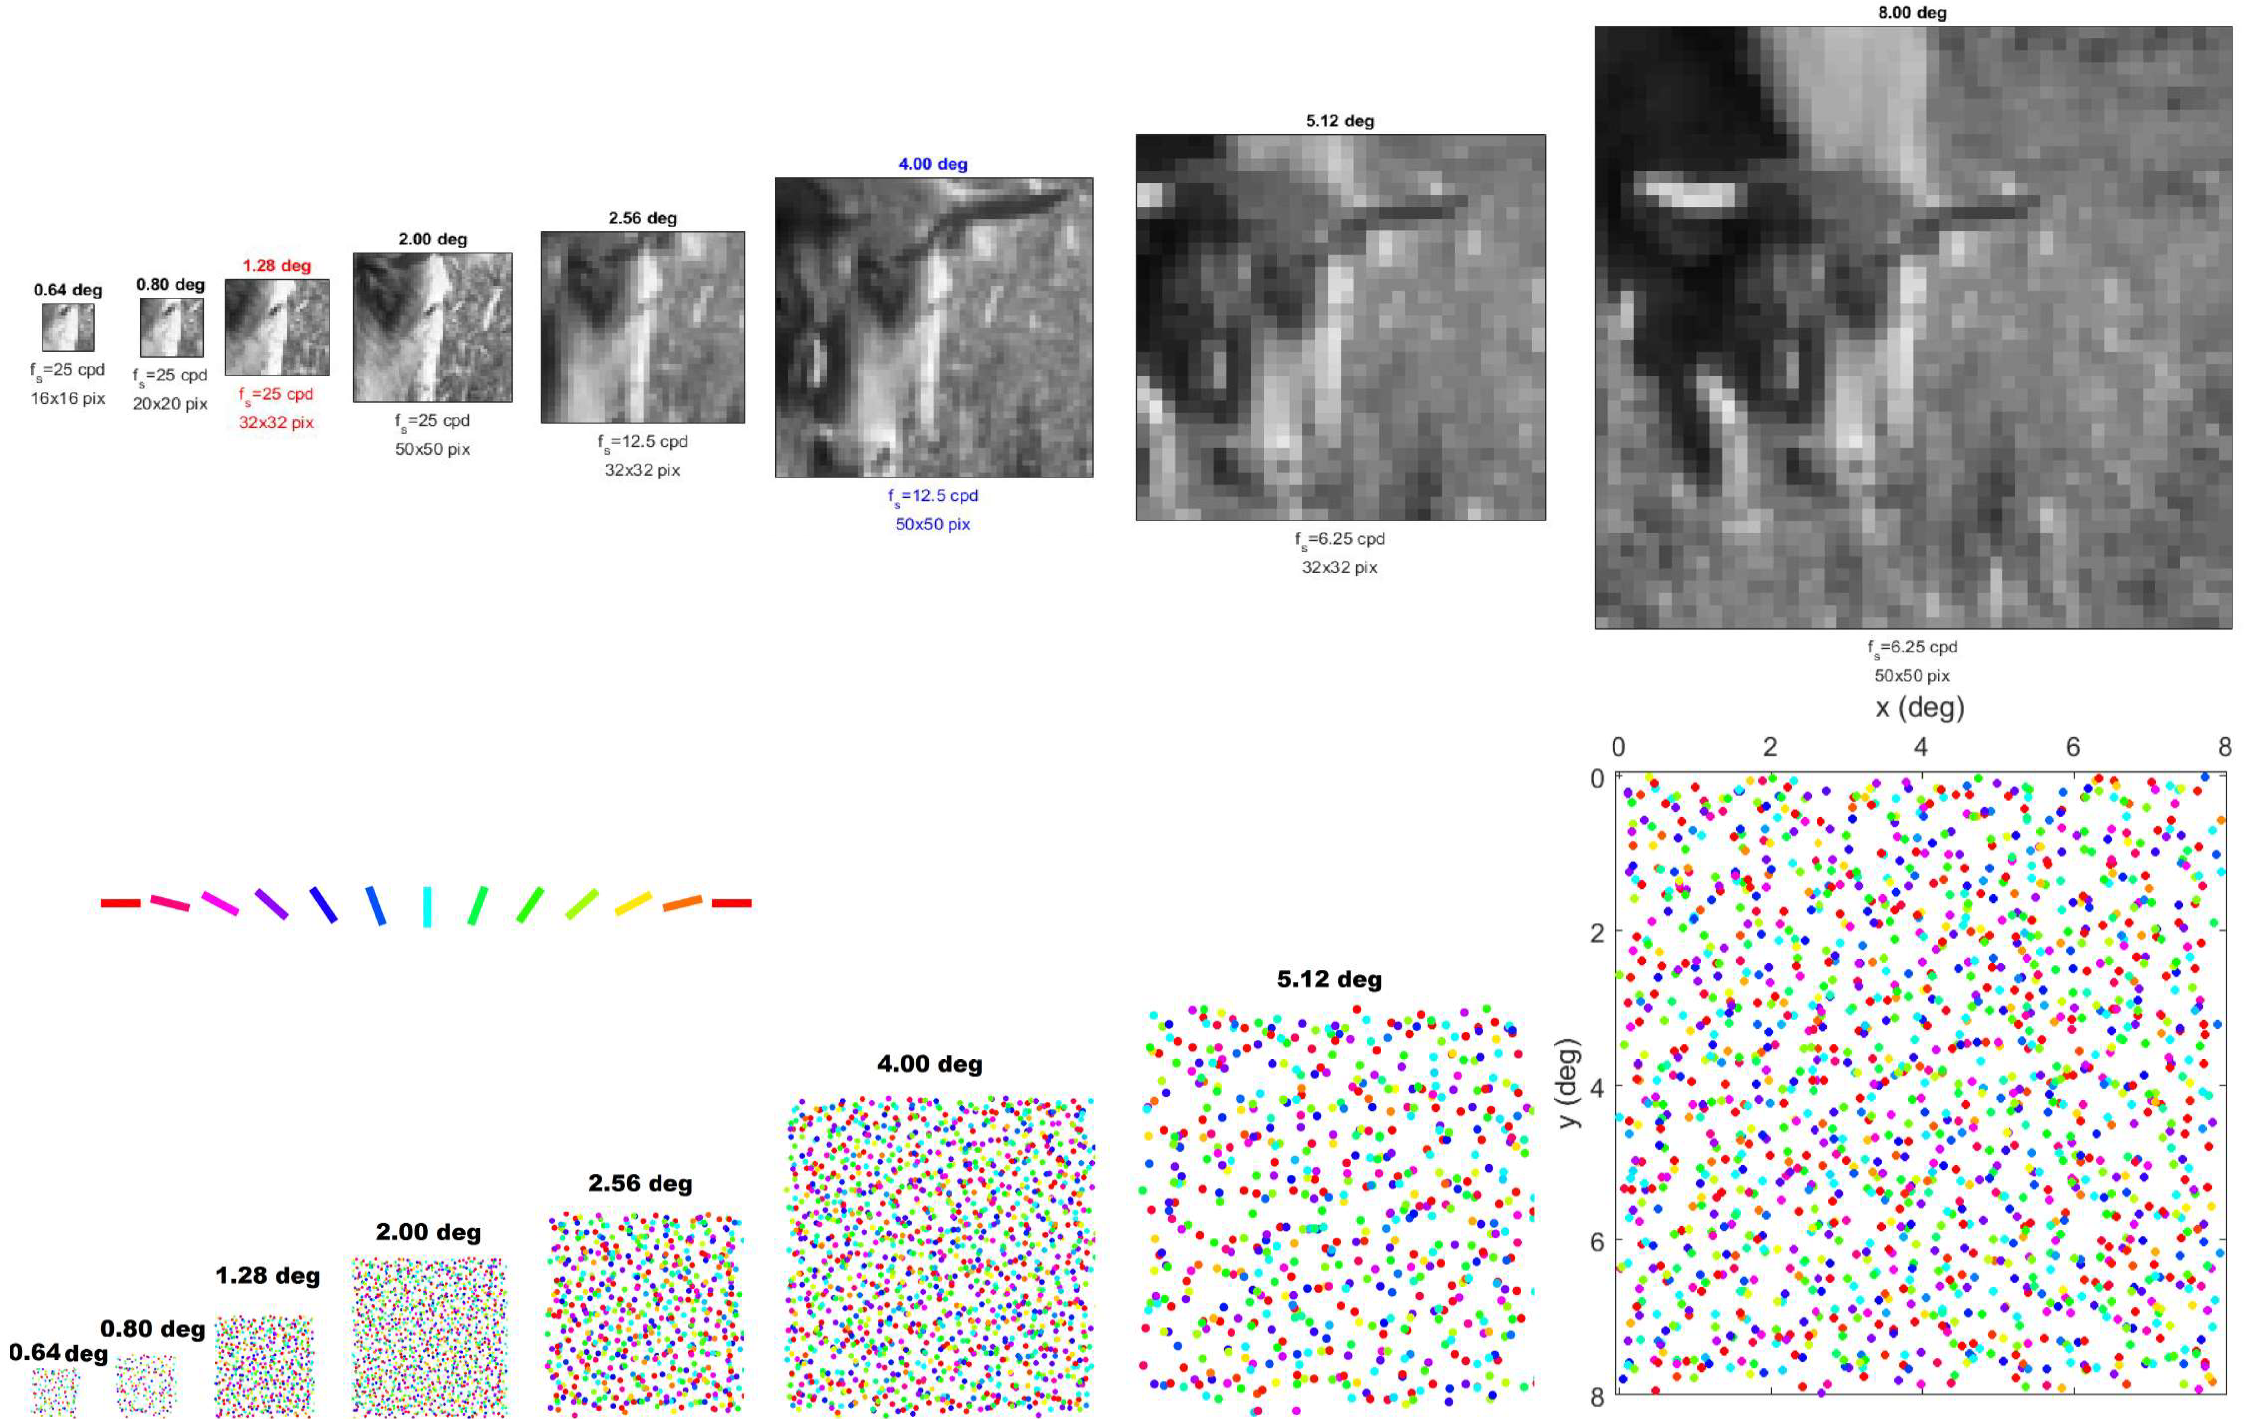 0.64 deg
f_s=25 cpd
16x16 pix
0.80 deg
f_s=25 cpd
20x20 pix
1.28 deg
f_s=25 cpd
32x32 pix
2.00 deg
f_s=25 cpd
50x50 pix
2.56 deg
f_s=12.5 cpd
32x32 pix
4.00 deg
f_s=12.5 cpd
50x50 pix
5.12 deg
f_s=6.25 cpd
32x32 pix
8.00 deg
f_s=6.25 cpd
50x50 pix
x (deg)
0 2 4 6 8
0
2
4
6
8
y (deg)
0.64 deg
0.80 deg
1.28 deg
2.00 deg
2.56 deg
4.00 deg
5.12 deg